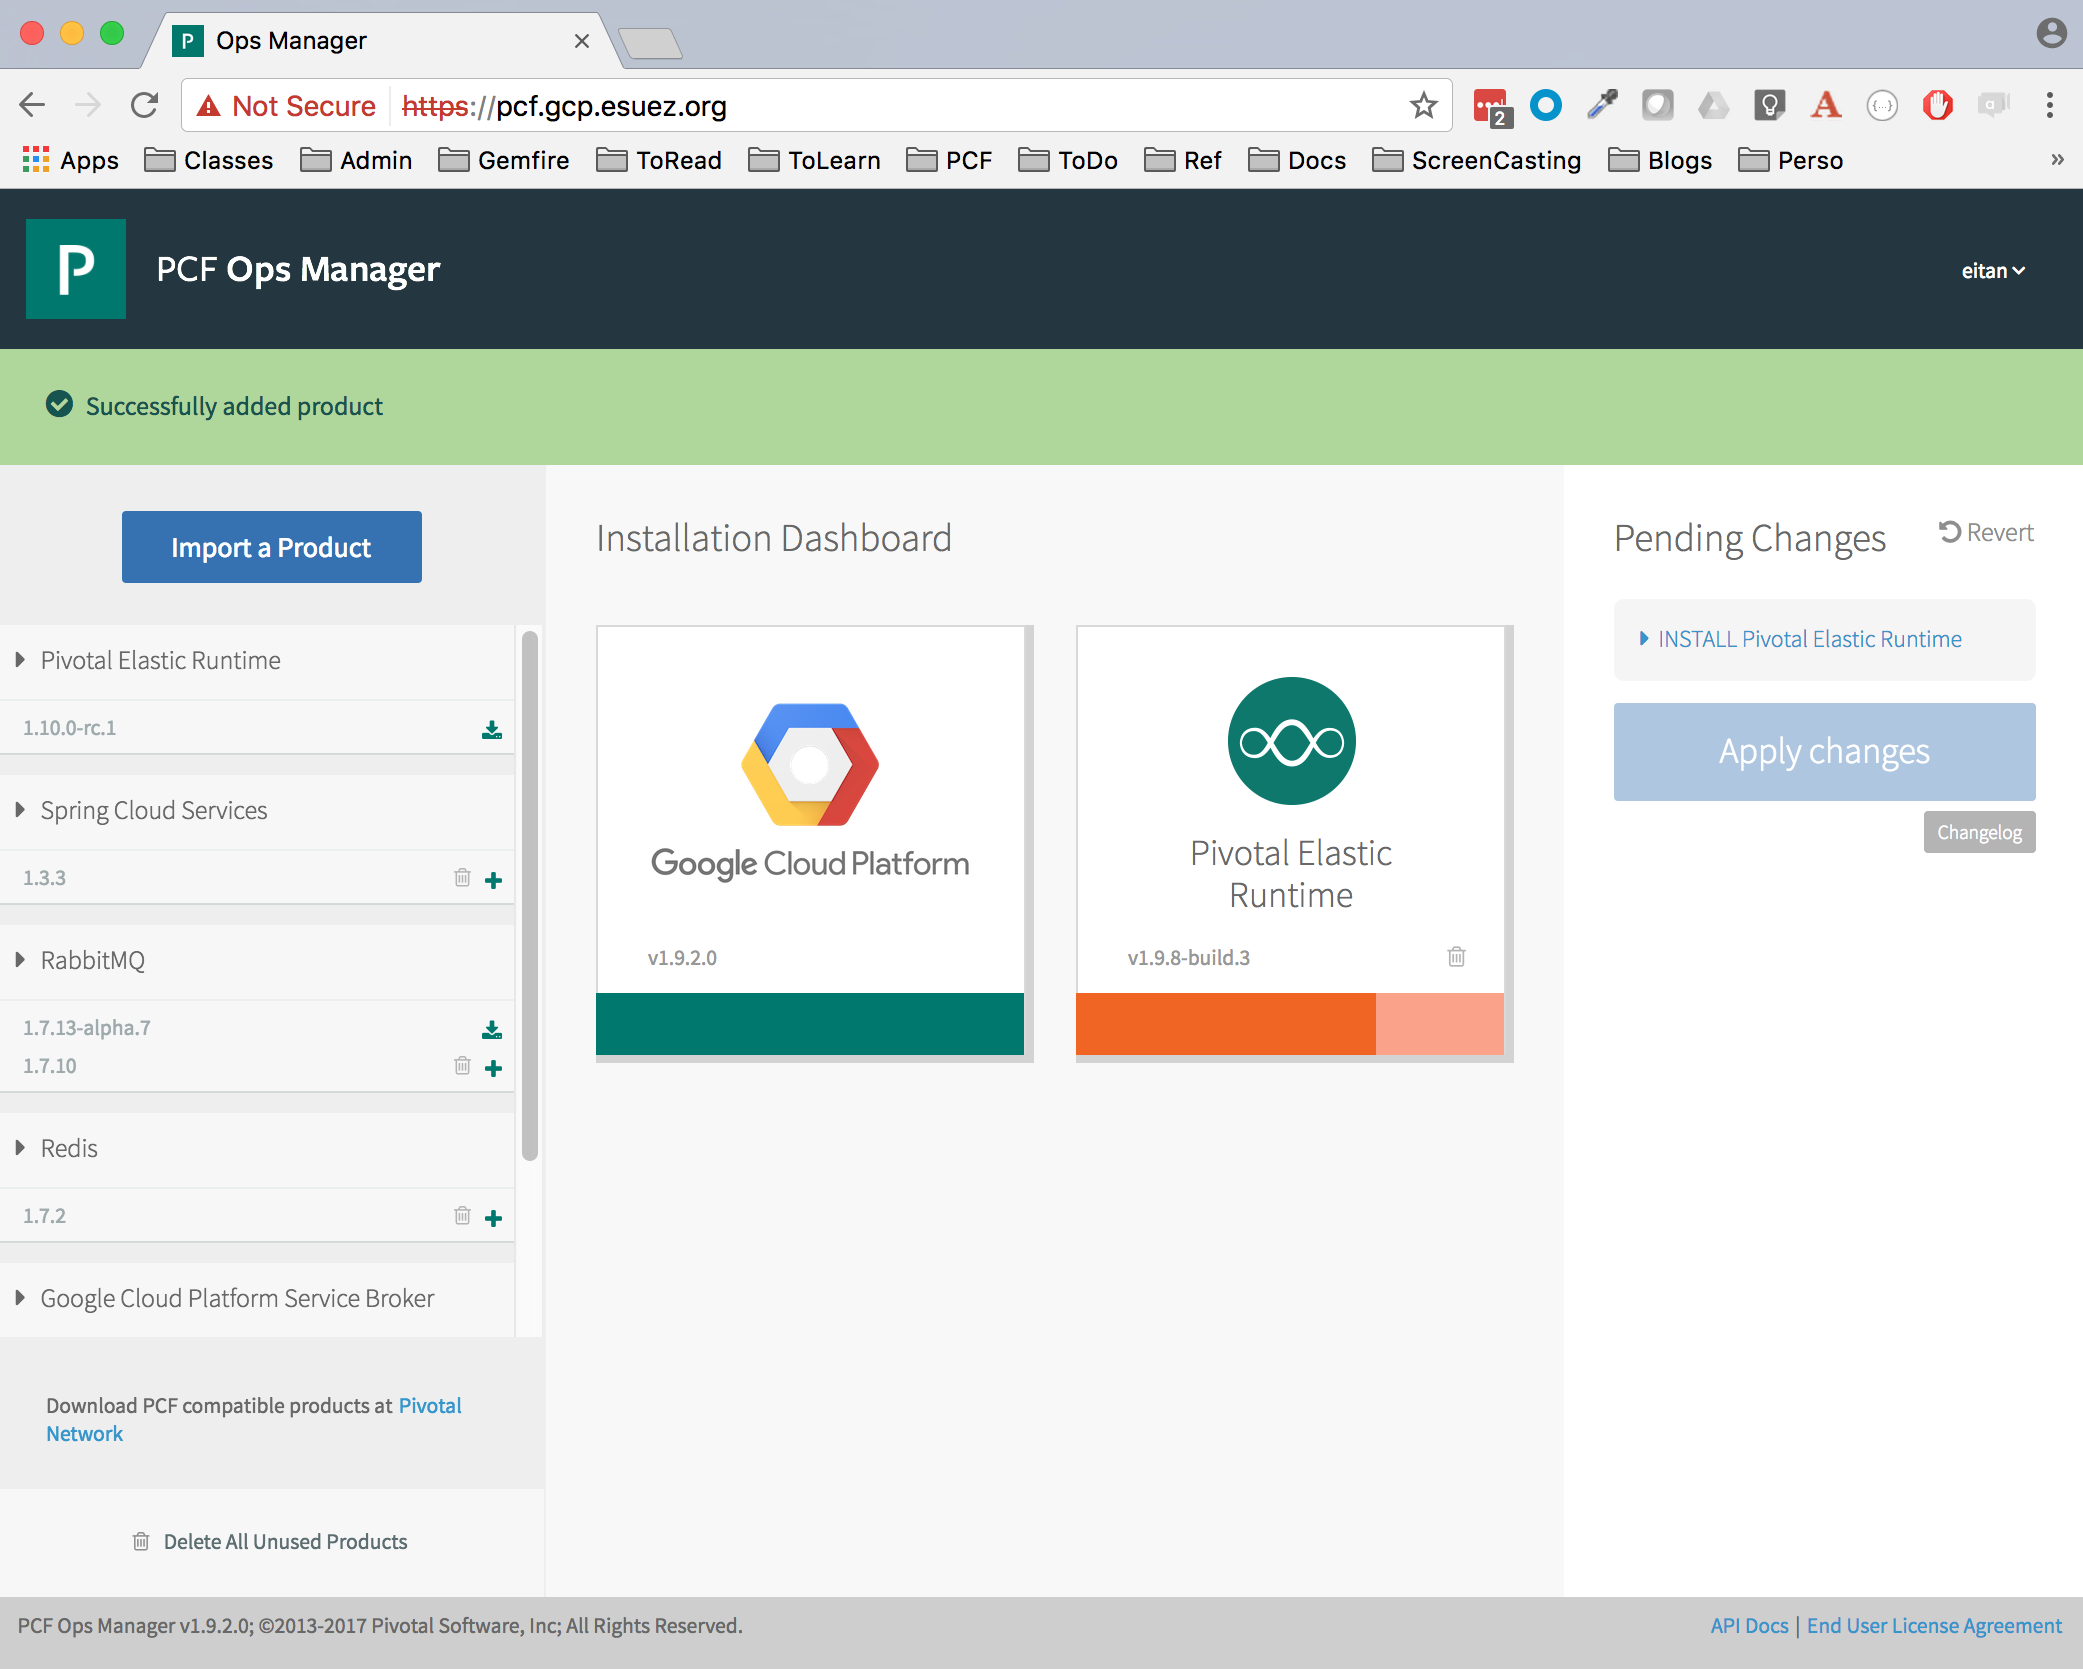 P Ops Manager
Not Secure https://pcf.gcp.esuez.org
2
Apps Classes Admin Gemfire ToRead ToLearn PCF ToDo Ref Docs ScreenCasting Blogs Perso »
P PCF Ops Manager
eitan
Successfully added product
Import a Product
Pivotal Elastic Runtime
1.10.0-rc.1
Spring Cloud Services
1.3.3
RabbitMQ
1.7.13-alpha.7
1.7.10
Redis
1.7.2
Google Cloud Platform Service Broker
Download PCF compatible products at Pivotal
Network
Delete All Unused Products
Installation Dashboard
Google Cloud Platform
v1.9.2.0
Pivotal Elastic
Runtime
v1.9.8-build.3
Pending Changes
Revert
INSTALL Pivotal Elastic Runtime
Apply changes
Changelog
PCF Ops Manager v1.9.2.0; ©2013-2017 Pivotal Software, Inc; All Rights Reserved.
API Docs | End User License Agreement